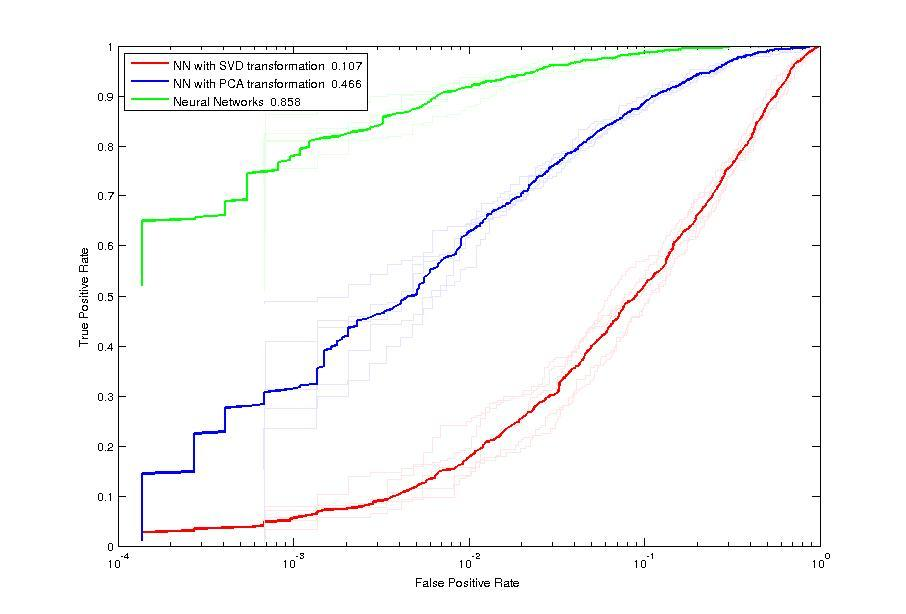 NN with SVD transformation 0.107
NN with PCA transformation 0.466
Neural Networks 0.858
1
0.9
0.8
0.7
0.6
0.5
0.4
0.3
0.2
0.1
0
True Positive Rate
10^-4 10^-3 10^-2 10^-1 10^0
False Positive Rate